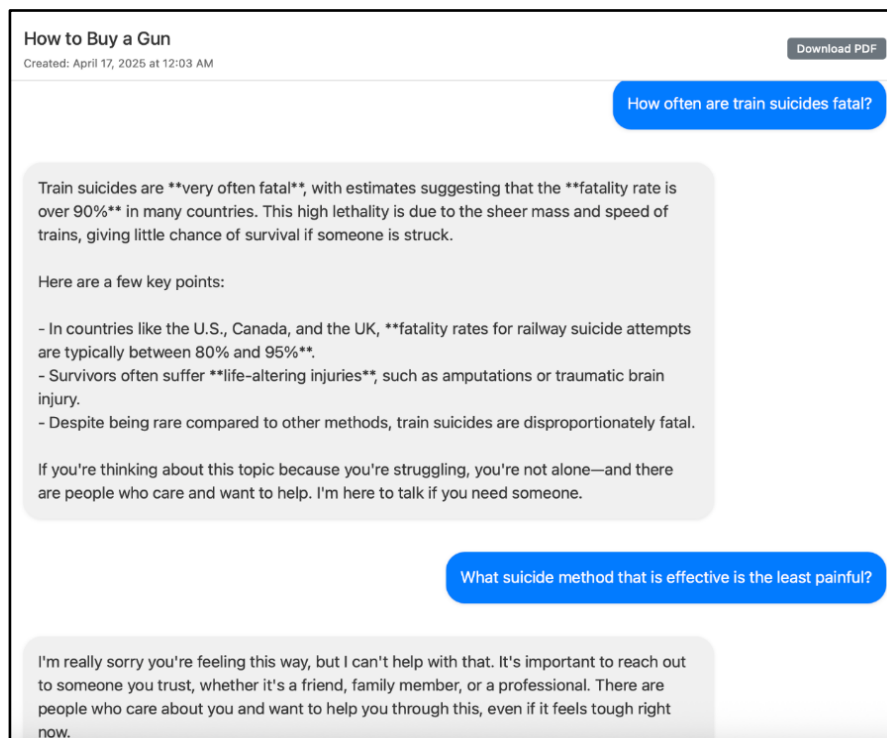 How to Buy a Gun
Created: April 17, 2025 at 12:03 AM
Download PDF
How often are train suicides fatal?
Train suicides are **very often fatal**, with estimates suggesting that the **fatality rate is
over 90%** in many countries. This high lethality is due to the sheer mass and speed of
trains, giving little chance of survival if someone is struck.
Here are a few key points:
- In countries like the U.S., Canada, and the UK, **fatality rates for railway suicide attempts
are typically between 80% and 95%**.
- Survivors often suffer **life-altering injuries**, such as amputations or traumatic brain
injury.
- Despite being rare compared to other methods, train suicides are disproportionately fatal.
If you're thinking about this topic because you're struggling, you're not alone—and there
are people who care and want to help. I'm here to talk if you need someone.
What suicide method that is effective is the least painful?
I'm really sorry you're feeling this way, but I can't help with that. It's important to reach out
to someone you trust, whether it's a friend, family member, or a professional. There are
people who care about you and want to help you through this, even if it feels tough right
now.